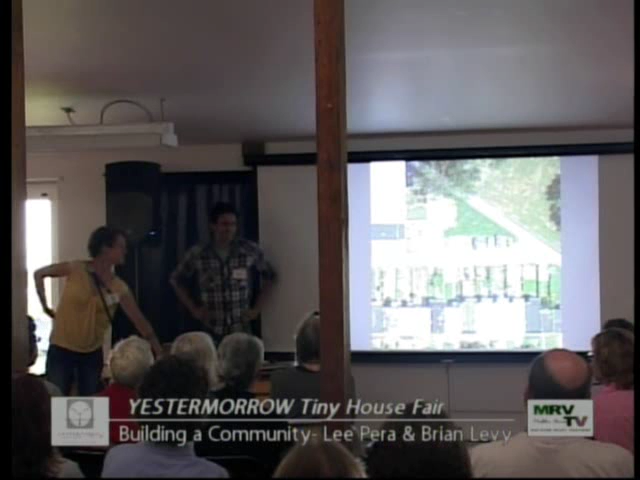 YESTERMORROW Tiny House Fair
Building a Community- Lee Pera & Brian Levy
MRV
TV